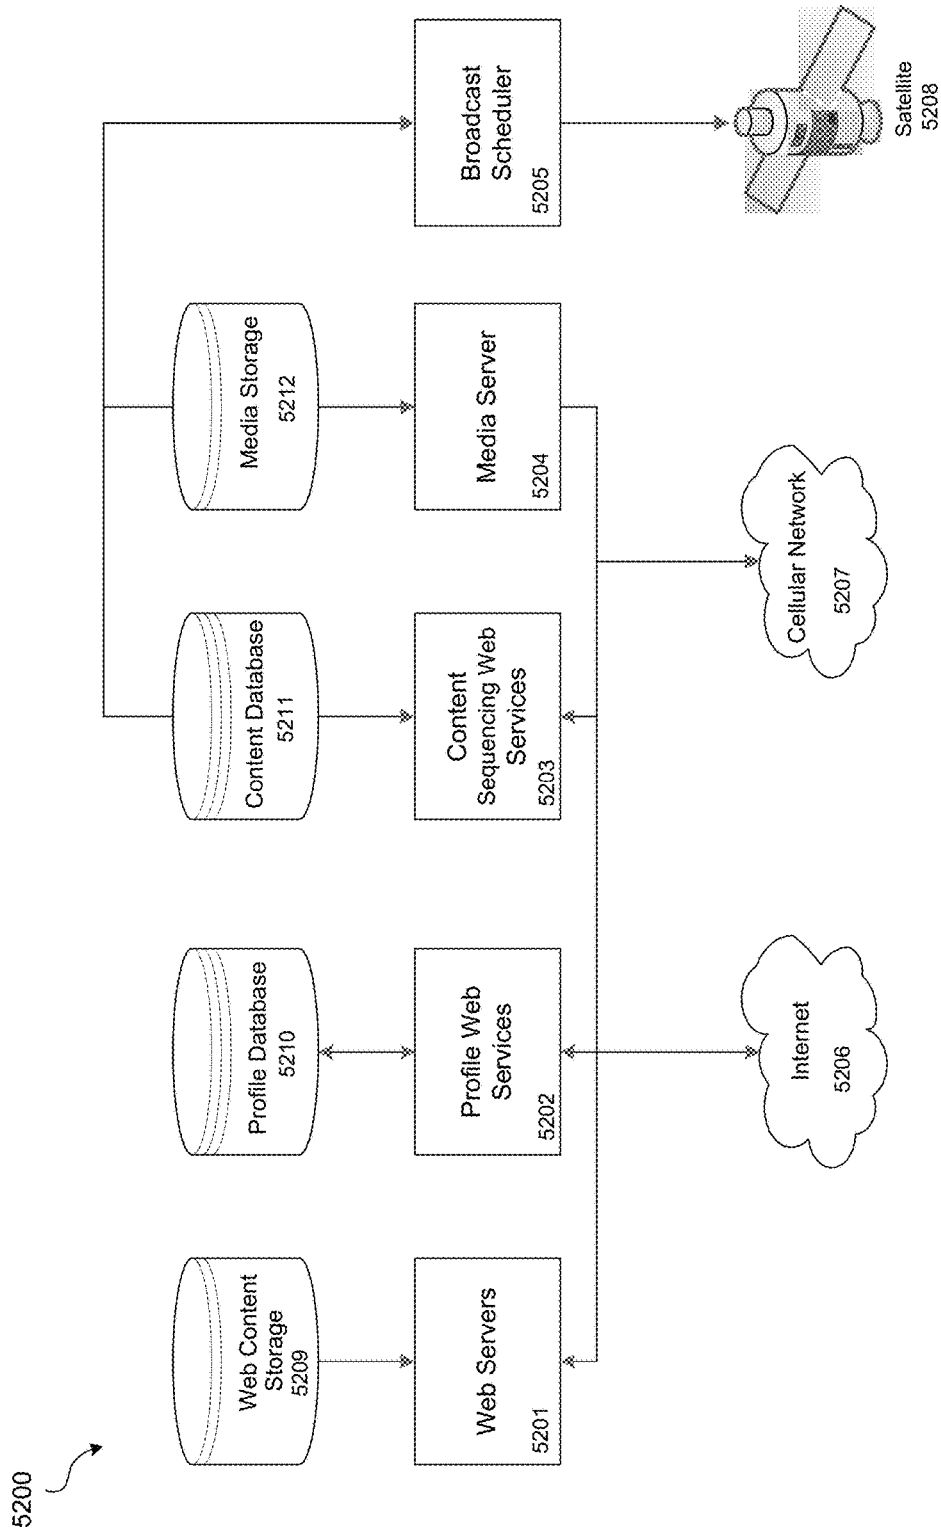 5200
Web Content
Storage
5209
Profile Database
5210
Content Database
5211
Media Storage
5212
Web Servers
5201
Profile Web
Services
5202
Content
Sequencing Web
Services
5203
Media Server
5204
Broadcast
Scheduler
5205
Internet
5206
Cellular Network
5207
Satellite
5208